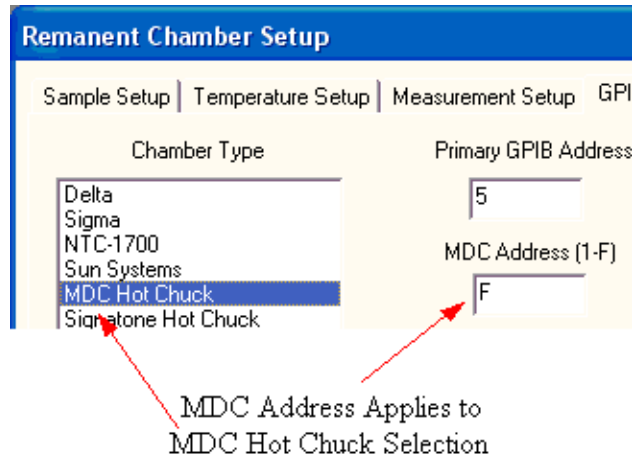 Remanent Chamber Setup
Sample Setup Temperature Setup Measurement Setup GPI
Chamber Type
Primary GPIB Address
Delta
Sigma
NTC-1700
Sun Systems
MDC Hot Chuck
Signatone Hot Chuck
5
MDC Address (1-F)
F
MDC Address Applies to
MDC Hot Chuck Selection